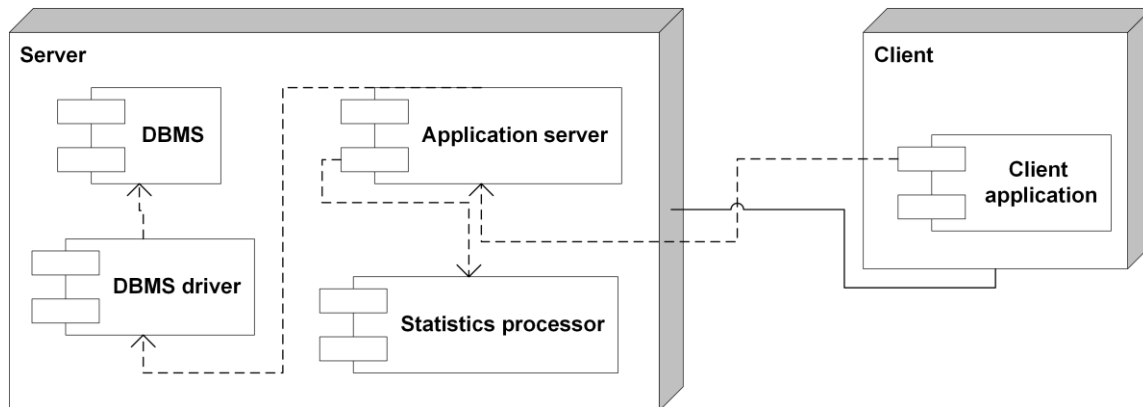 Server
DBMS
Application server
DBMS driver
Statistics processor
Client
Client
application